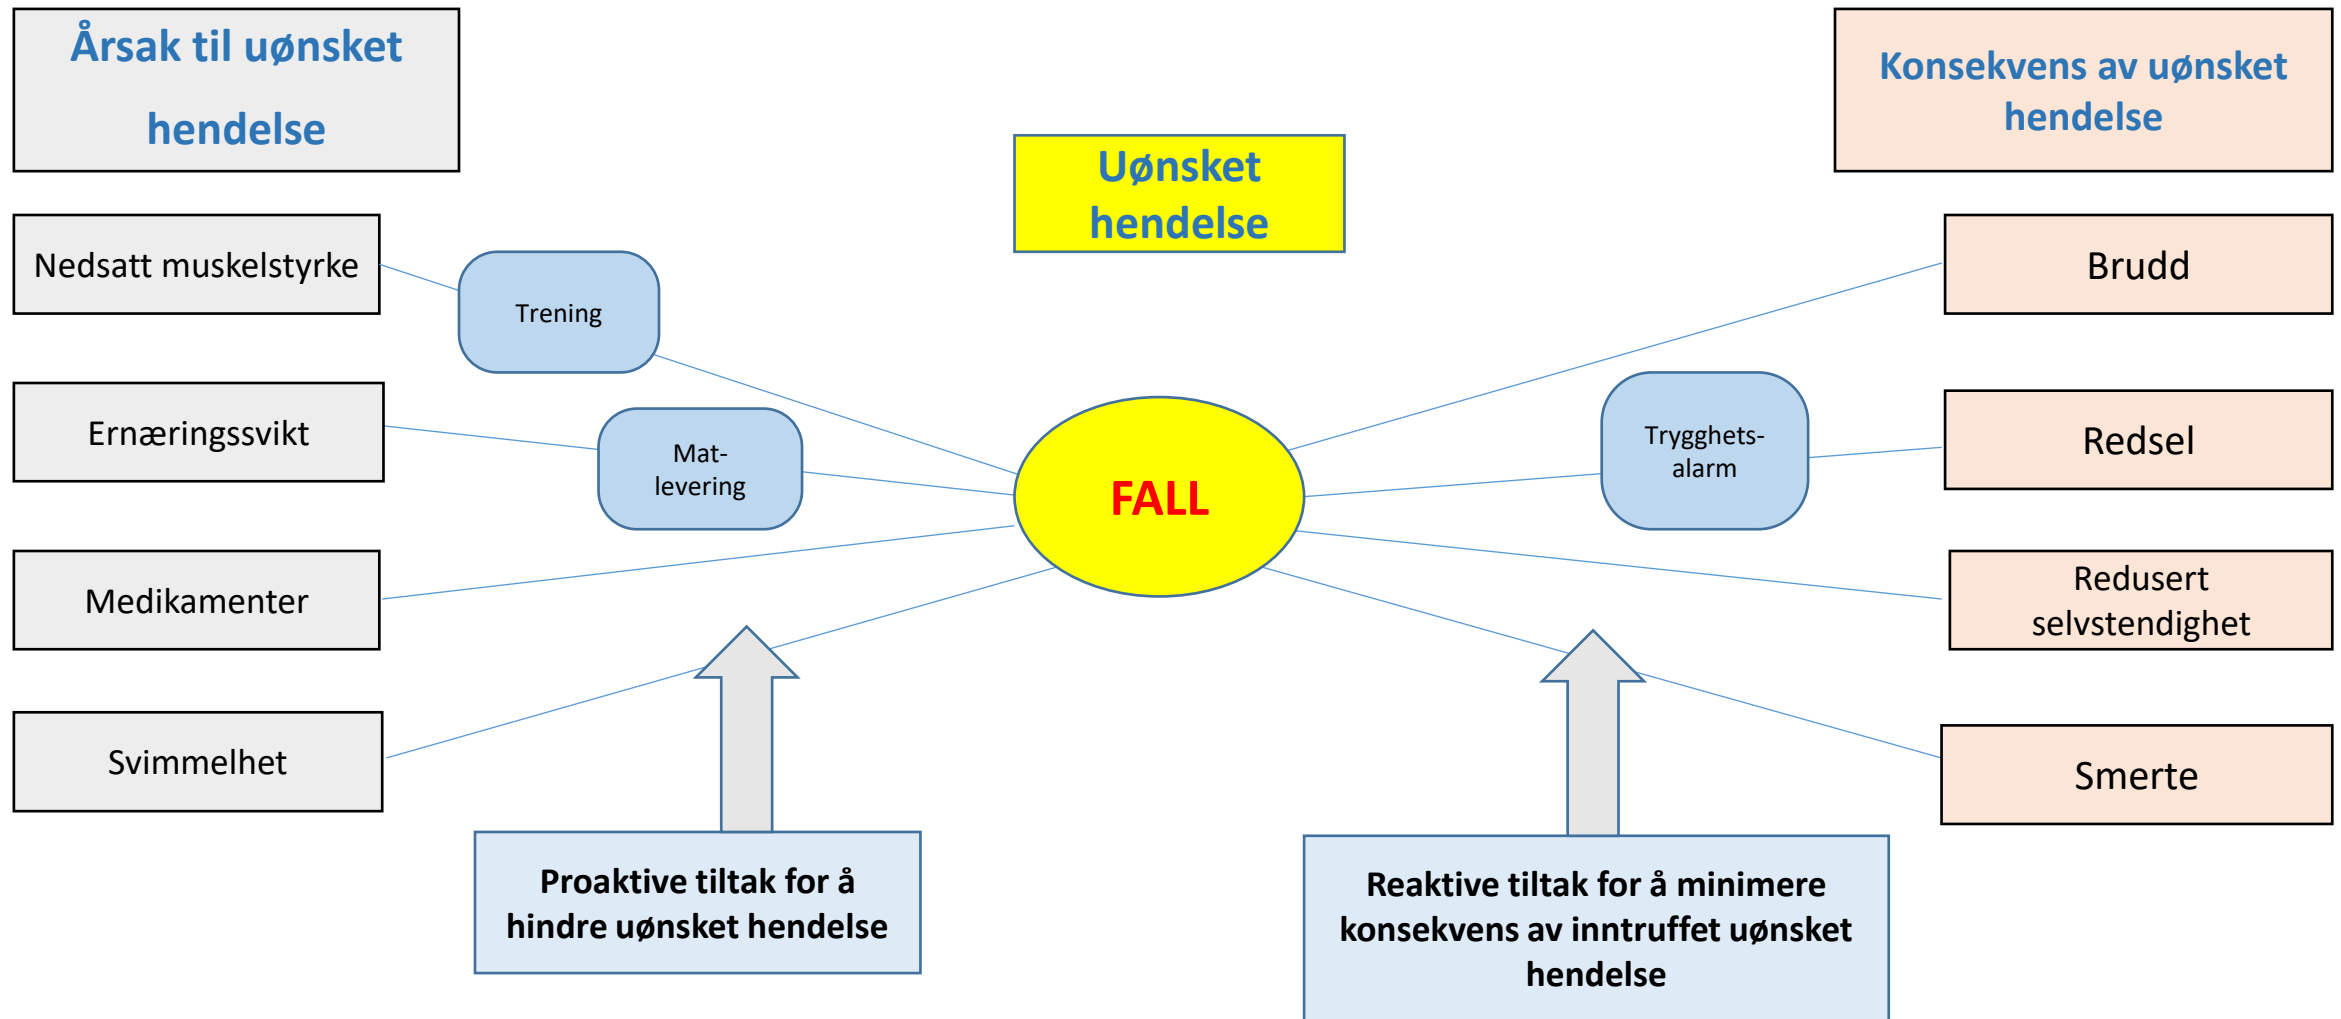 Årsak til uønsket
hendelse
Uønsket
hendelse
Konsekvens av uønsket
hendelse
Nedsatt muskelstyrke
Ernæringssvikt
Medikamenter
Svimmelhet
Trening
Mat-
levering
FALL
Trygghets-
alarm
Brudd
Redsel
Redusert
selvstendighet
Smerte
Proaktive tiltak for å
hindre uønsket hendelse
Reaktive tiltak for å minimere
konsekvens av inntruffet uønsket
hendelse